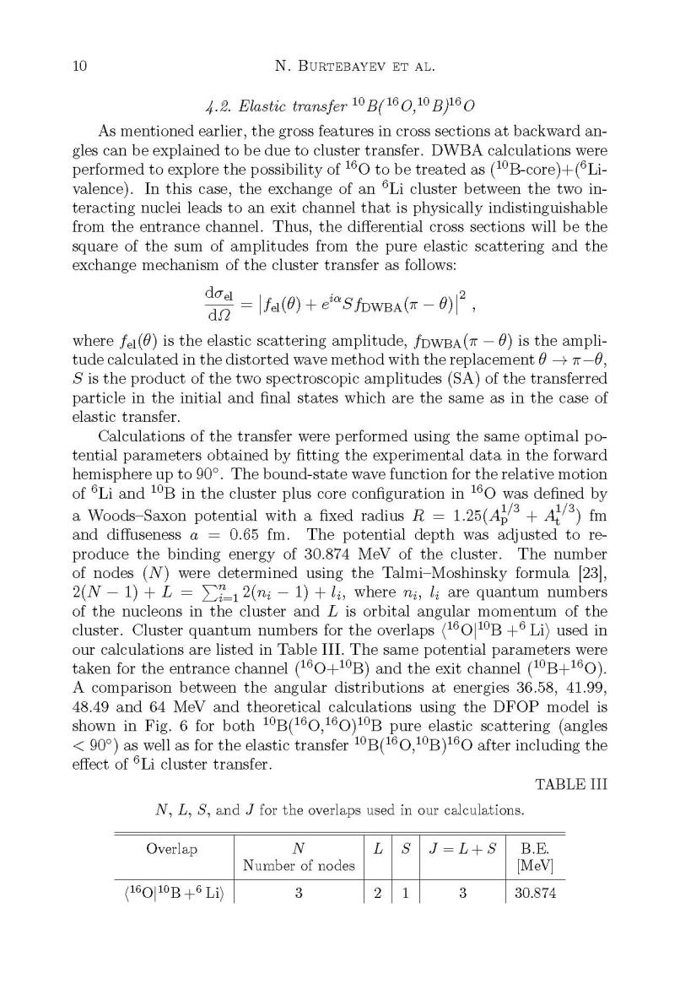 10
N. BURTEBAYEV ET AL.
4.2. Elastic transfer ¹⁰B(¹⁶O,¹⁰B)¹⁶O
As mentioned earlier, the gross features in cross sections at backward an-
gles can be explained to be due to cluster transfer. DWBA calculations were
performed to explore the possibility of ¹⁶O to be treated as (¹⁰B-core)+(⁶Li-
valence). In this case, the exchange of an ⁶Li cluster between the two in-
teracting nuclei leads to an exit channel that is physically indistinguishable
from the entrance channel. Thus, the differential cross sections will be the
square of the sum of amplitudes from the pure elastic scattering and the
exchange mechanism of the cluster transfer as follows:
dσ_el/dΩ = |f_el(θ) + e^{iα} S f_DWBA(π − θ)|² ,
where f_el(θ) is the elastic scattering amplitude, f_DWBA(π − θ) is the ampli-
tude calculated in the distorted wave method with the replacement θ → π−θ,
S is the product of the two spectroscopic amplitudes (SA) of the transferred
particle in the initial and final states which are the same as in the case of
elastic transfer.
Calculations of the transfer were performed using the same optimal po-
tential parameters obtained by fitting the experimental data in the forward
hemisphere up to 90°. The bound-state wave function for the relative motion
of ⁶Li and ¹⁰B in the cluster plus core configuration in ¹⁶O was defined by
a Woods–Saxon potential with a fixed radius R = 1.25(A_p^{1/3} + A_t^{1/3}) fm
and diffuseness a = 0.65 fm. The potential depth was adjusted to re-
produce the binding energy of 30.874 MeV of the cluster. The number
of nodes (N) were determined using the Talmi–Moshinsky formula [23],
2(N − 1) + L = ∑_{i=1}^{n} 2(n_i − 1) + l_i, where n_i, l_i are quantum numbers
of the nucleons in the cluster and L is orbital angular momentum of the
cluster. Cluster quantum numbers for the overlaps ⟨¹⁶O|¹⁰B +⁶ Li⟩ used in
our calculations are listed in Table III. The same potential parameters were
taken for the entrance channel (¹⁶O+¹⁰B) and the exit channel (¹⁰B+¹⁶O).
A comparison between the angular distributions at energies 36.58, 41.99,
48.49 and 64 MeV and theoretical calculations using the DFOP model is
shown in Fig. 6 for both ¹⁰B(¹⁶O,¹⁶O)¹⁰B pure elastic scattering (angles
< 90°) as well as for the elastic transfer ¹⁰B(¹⁶O,¹⁰B)¹⁶O after including the
effect of ⁶Li cluster transfer.
TABLE III
N, L, S, and J for the overlaps used in our calculations.
Overlap N L S J = L + S B.E.
Number of nodes [MeV]
⟨¹⁶O|¹⁰B +⁶ Li⟩ 3 2 1 3 30.874